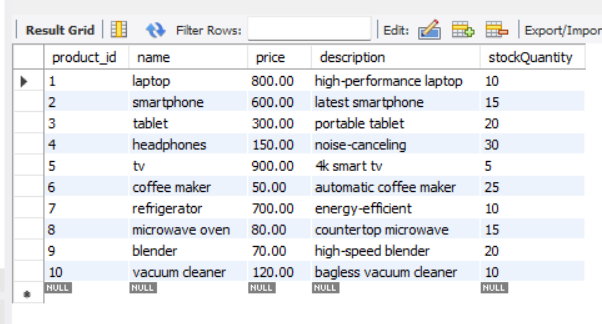 Result Grid Filter Rows: Edit: Export/Impor
product_id name price description stockQuantity
1 laptop 800.00 high-performance laptop 10
2 smartphone 600.00 latest smartphone 15
3 tablet 300.00 portable tablet 20
4 headphones 150.00 noise-canceling 30
5 tv 900.00 4k smart tv 5
6 coffee maker 50.00 automatic coffee maker 25
7 refrigerator 700.00 energy-efficient 10
8 microwave oven 80.00 countertop microwave 15
9 blender 70.00 high-speed blender 20
10 vacuum cleaner 120.00 bagless vacuum cleaner 10
NULL NULL NULL NULL NULL